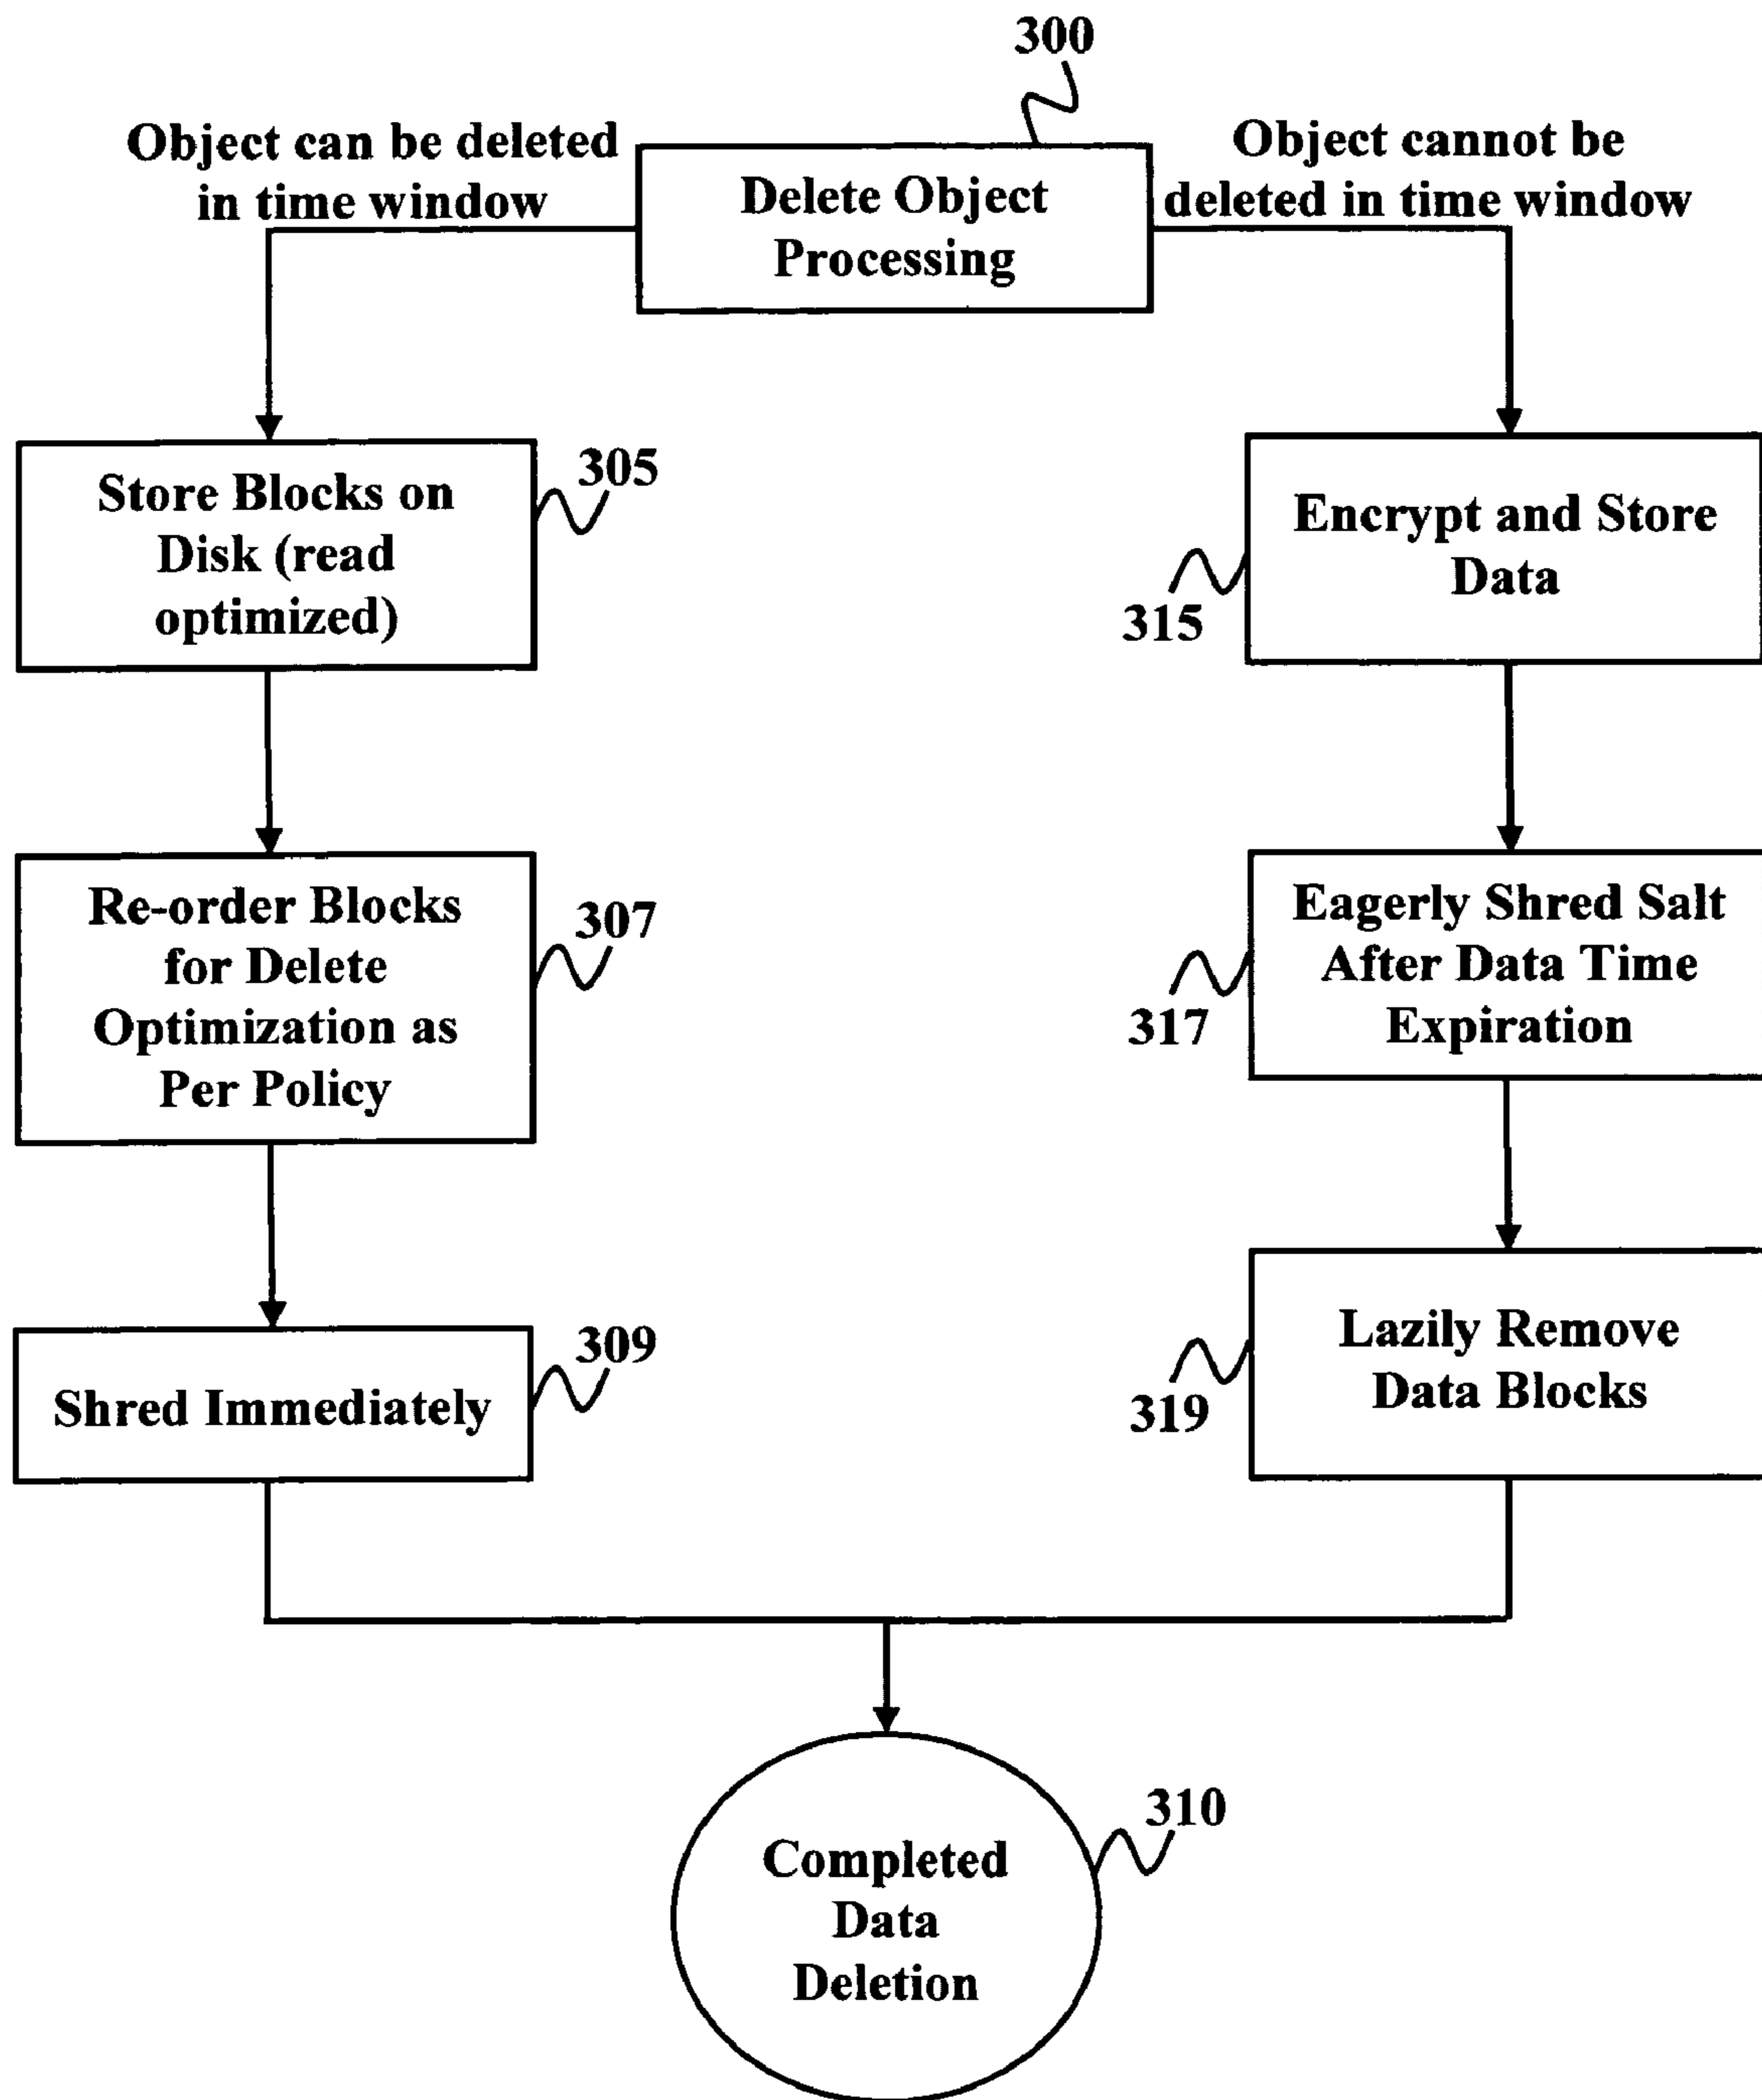 300
Object can be deleted
in time window
Delete Object
Processing
Object cannot be
deleted in time window
Store Blocks on
Disk (read
optimized)
305
Encrypt and Store
Data
315
Re-order Blocks
for Delete
Optimization as
Per Policy
307
Eagerly Shred Salt
After Data Time
Expiration
317
Shred Immediately
309
Lazily Remove
Data Blocks
319
Completed
Data
Deletion
310